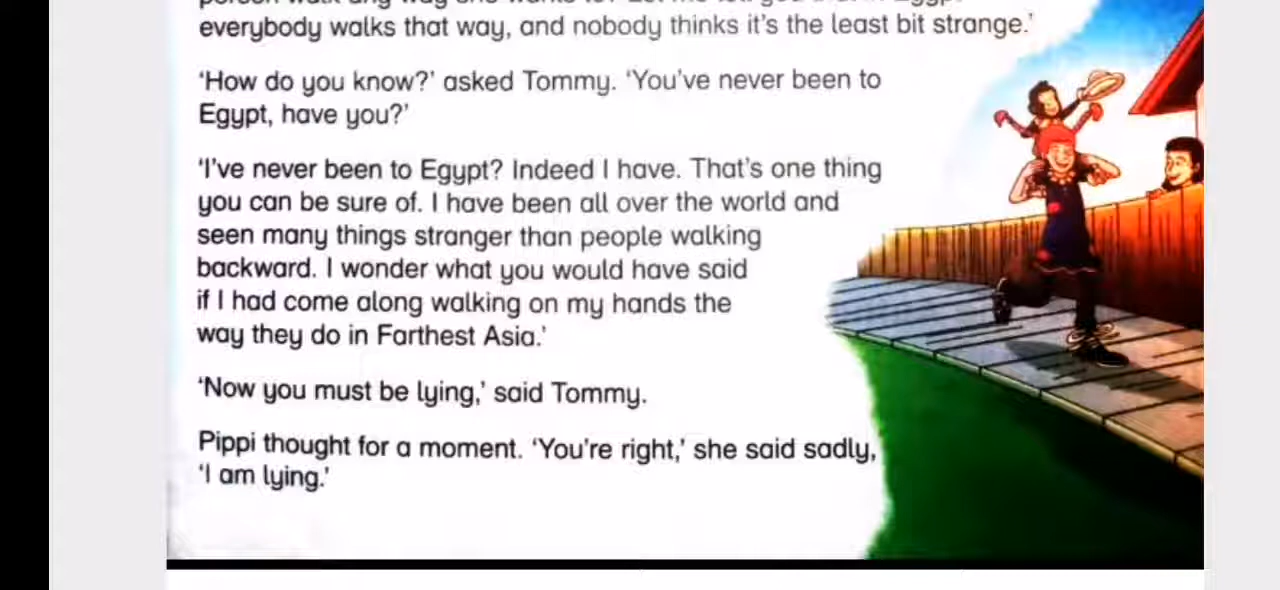 everybody walks that way, and nobody thinks it's the least bit strange.'
'How do you know?' asked Tommy. 'You've never been to
Egypt, have you?'
'I've never been to Egypt? Indeed I have. That's one thing
you can be sure of. I have been all over the world and
seen many things stranger than people walking
backward. I wonder what you would have said
if I had come along walking on my hands the
way they do in Farthest Asia.'
'Now you must be lying,' said Tommy.
Pippi thought for a moment. 'You're right,' she said sadly,
'I am lying.'